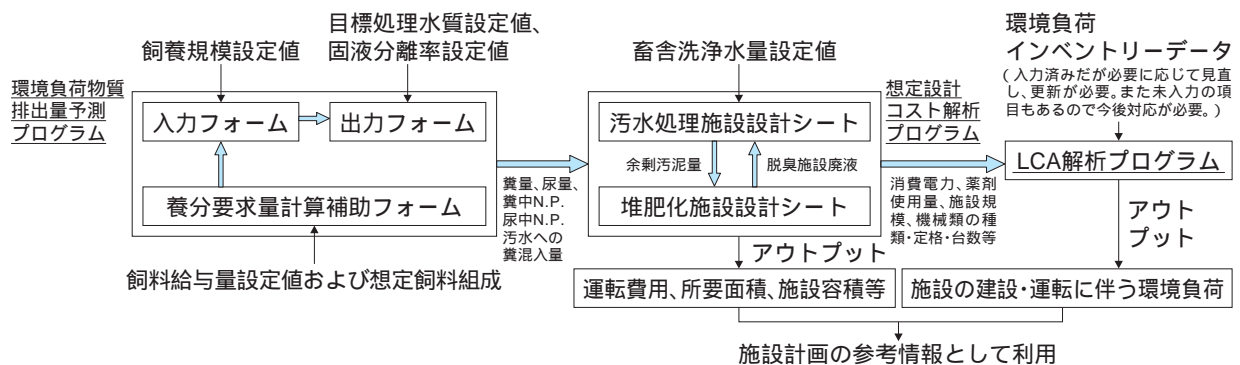 環境負荷物質
排出量予測
プログラム
飼養規模設定値
目標処理水質設定値、
固液分離率設定値
入力フォーム
出力フォーム
養分要求量計算補助フォーム
飼料給与量設定値および想定飼料組成
糞量、尿量、
糞中N.P.
尿中N.P.
汚水への
糞混入量
畜舎洗浄水量設定値
汚水処理施設設計シート
余剰汚泥量
脱臭施設廃液
堆肥化施設設計シート
アウトプット
運転費用、所要面積、施設容積等
想定設計
コスト解析
プログラム
消費電力、薬剤
使用量、施設規
模、機械類の種
類・定格・台数等
環境負荷
インベントリーデータ
(入力済みだが必要に応じて見直
し、更新が必要。また未入力の項
目もあるので今後対応が必要。)
LCA解析プログラム
アウト
プット
施設の建設・運転に伴う環境負荷
施設計画の参考情報として利用